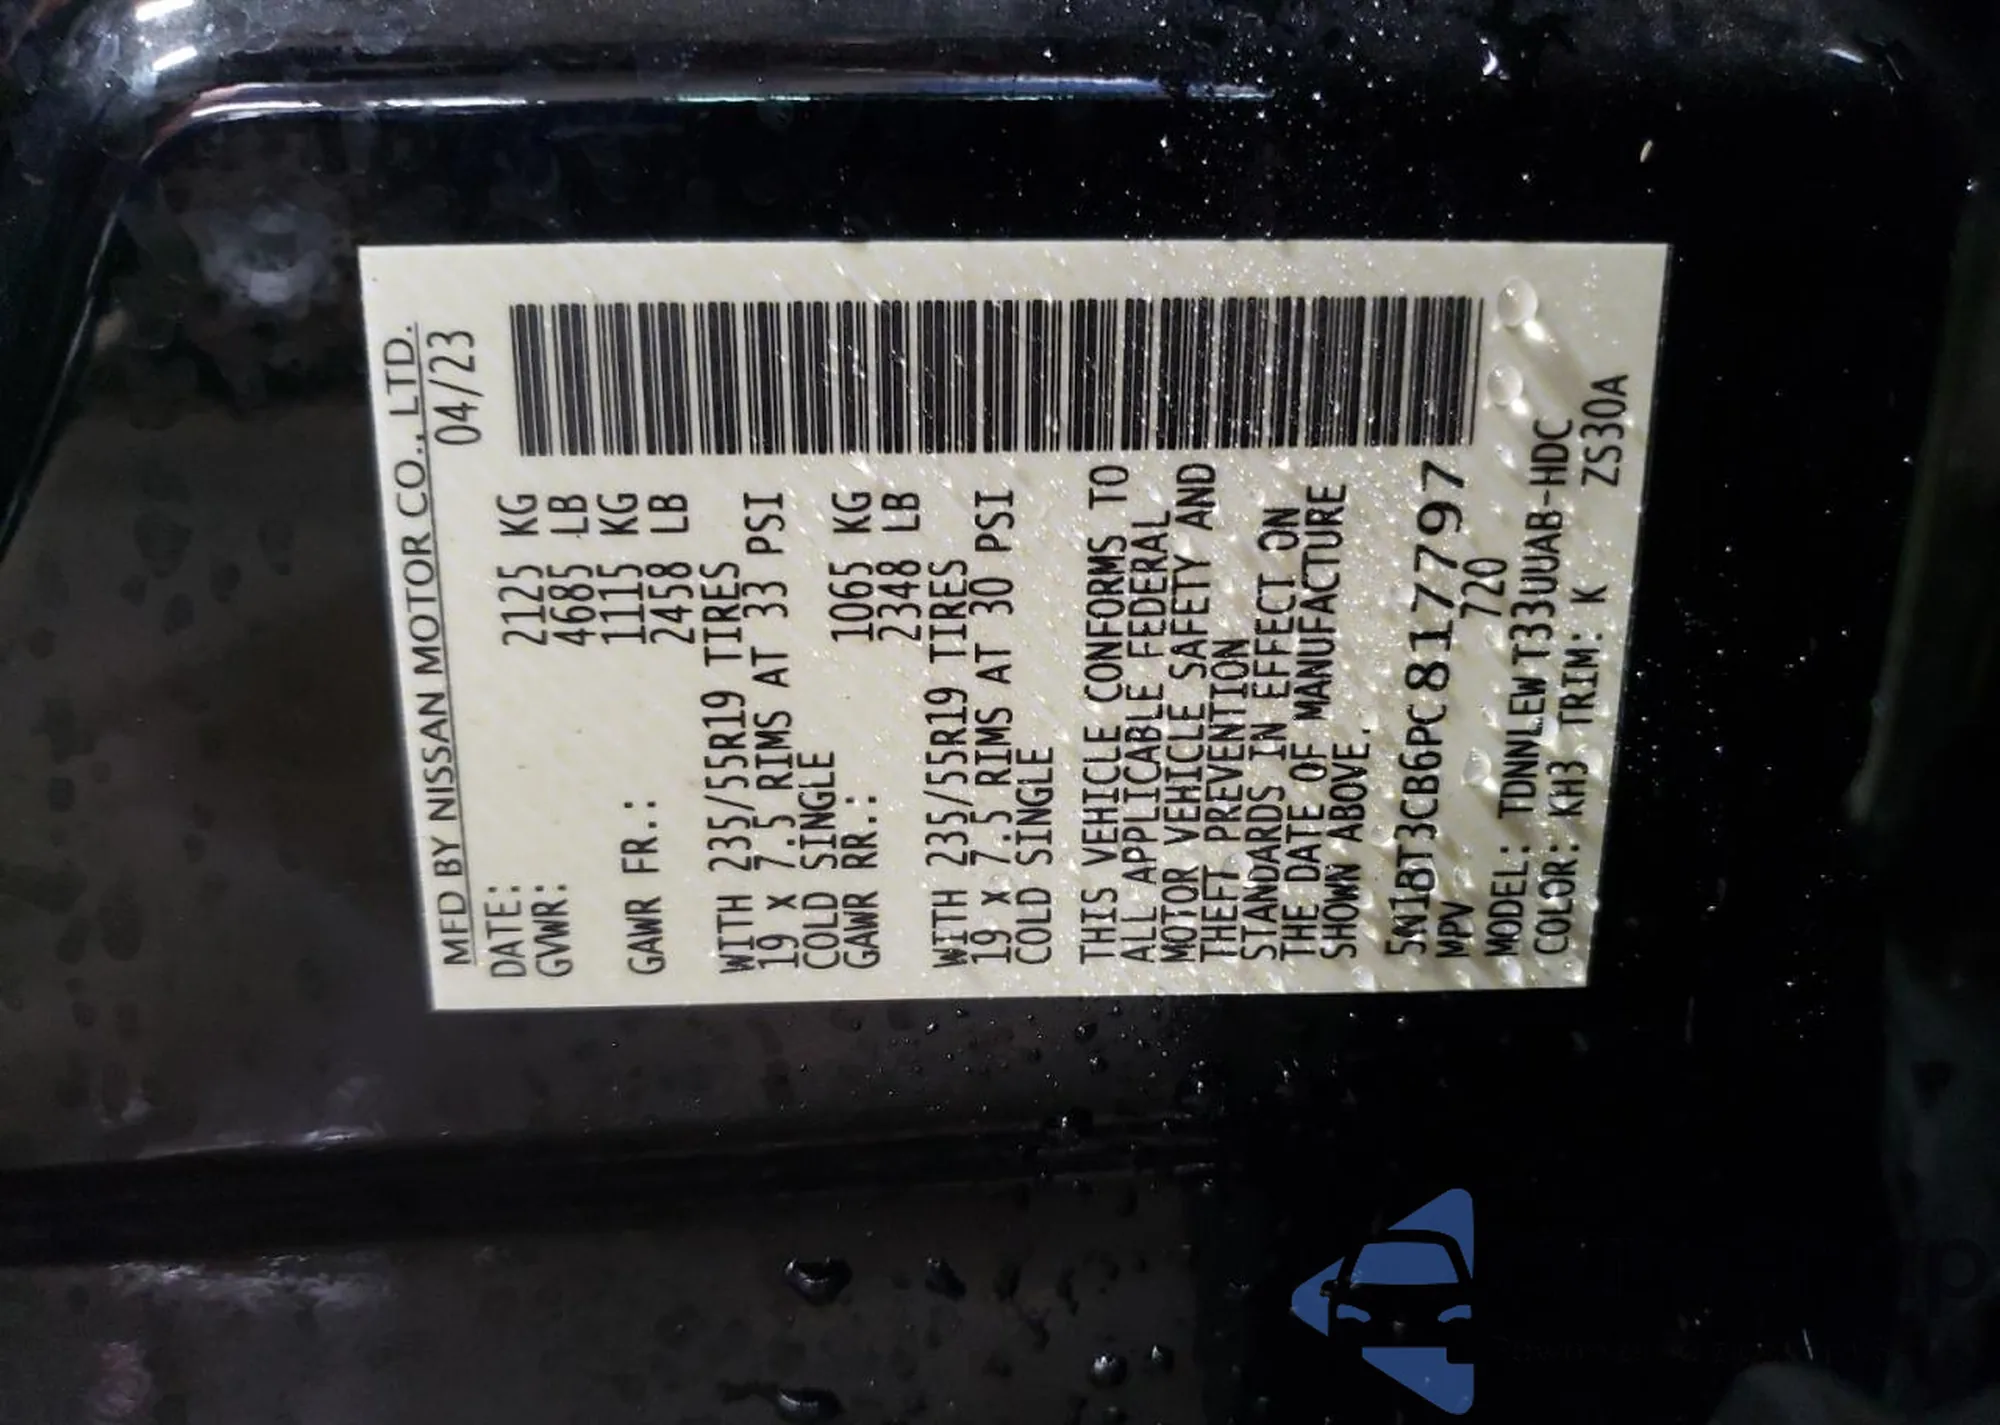 MFD BY NISSAN MOTOR CO., LTD.
DATE: 04/23
GVWR: 2125 KG
4685 LB
GAWR FR.: 1115 KG
2458 LB
WITH 235/55R19 TIRES
19 x 7.5 RIMS AT 33 PSI
COLD SINGLE
GAWR RR.: 1065 KG
2348 LB
WITH 235/55R19 TIRES
19 x 7.5 RIMS AT 30 PSI
COLD SINGLE
THIS VEHICLE CONFORMS TO
ALL APPLICABLE FEDERAL
MOTOR VEHICLE SAFETY AND
THEFT PREVENTION
STANDARDS IN EFFECT ON
THE DATE OF MANUFACTURE
SHOWN ABOVE.
5N1BT3CB6PC817797
MPV 720
MODEL: TDNNLEWT33UUAB-HDC
COLOR: KH3 TRIM: K ZS30A